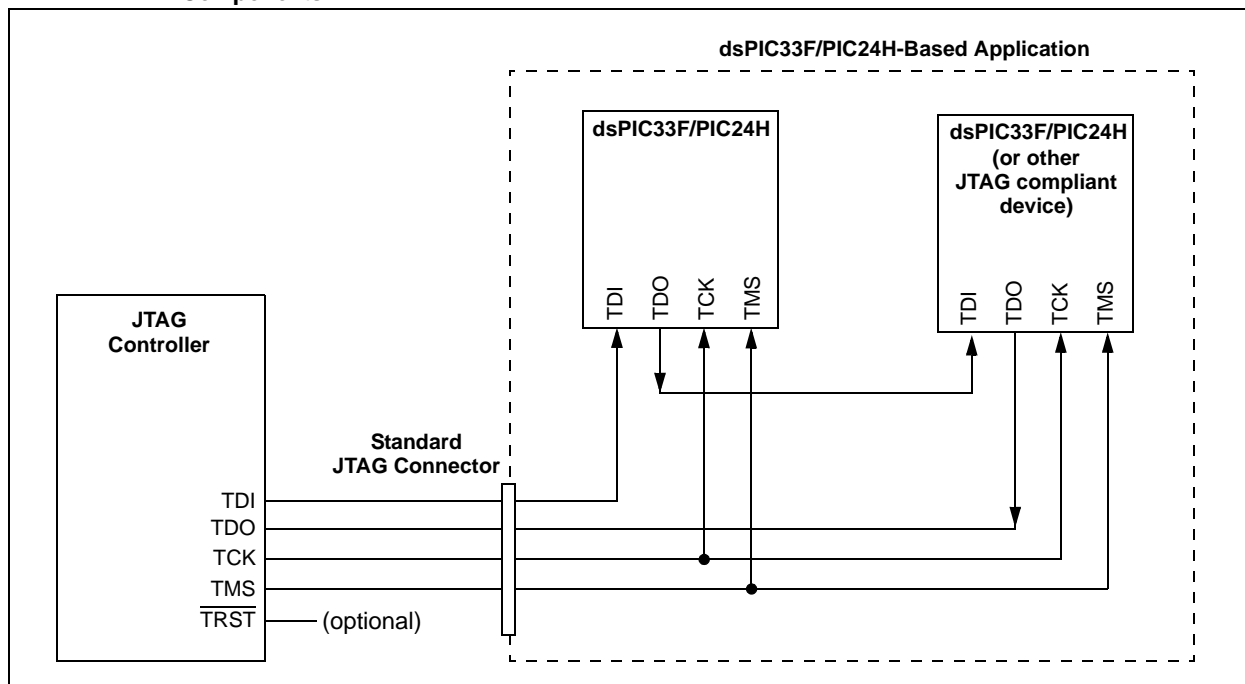 dsPIC33F/PIC24H-Based Application
dsPIC33F/PIC24H
dsPIC33F/PIC24H
(or other
JTAG compliant
device)
TDI
TDO
TCK
TMS
TDI
TDO
TCK
TMS
JTAG
Controller
Standard
JTAG Connector
TDI
TDO
TCK
TMS
TRST
(optional)